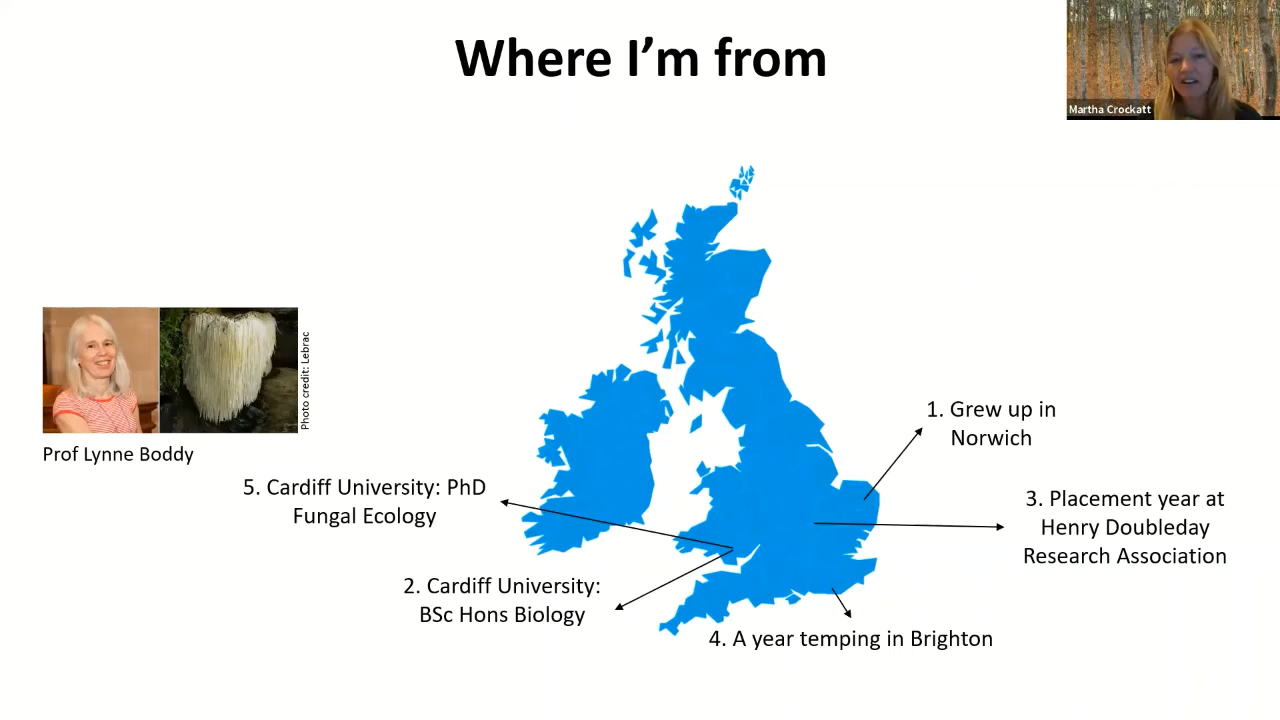 Where I’m from
Martha Crockatt
Photo credit: Lebrac
Prof Lynne Boddy
1. Grew up in
Norwich
5. Cardiff University: PhD
Fungal Ecology
3. Placement year at
Henry Doubleday
Research Association
2. Cardiff University:
BSc Hons Biology
4. A year temping in Brighton